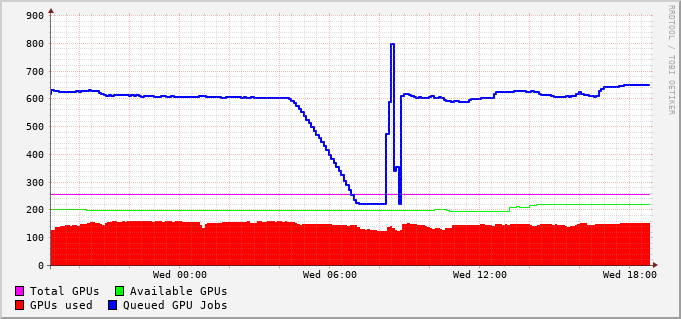 RRDTOOL / TOBI OETIKER
900
800
700
600
500
400
300
200
100
0
Wed 00:00 Wed 06:00 Wed 12:00 Wed 18:00
Total GPUs Available GPUs
GPUs used Queued GPU Jobs